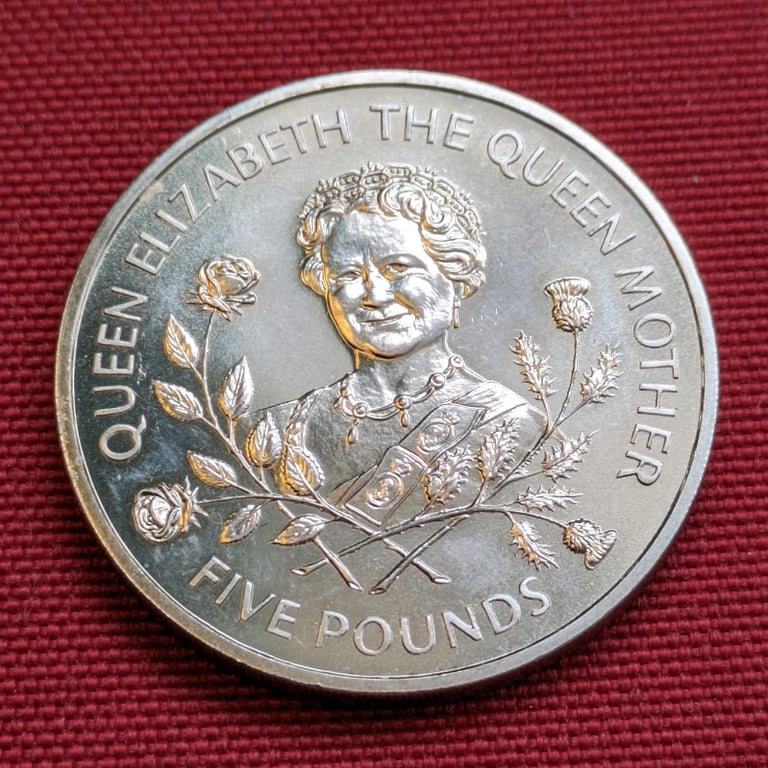 QUEEN ELIZABETH THE QUEEN MOTHER
FIVE POUNDS